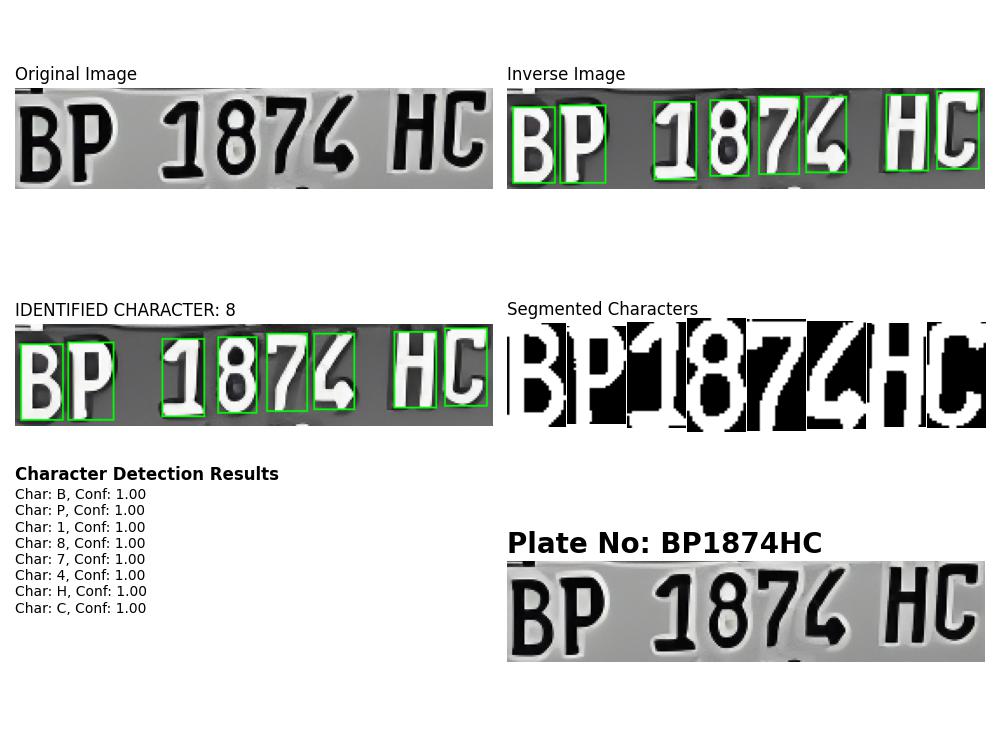 Original Image
BP 1874 HC
Inverse Image
BP 1874 HC
IDENTIFIED CHARACTER: 8
BP 1874 HC
Segmented Characters
BP1874HC
Character Detection Results
Char: B, Conf: 1.00
Char: P, Conf: 1.00
Char: 1, Conf: 1.00
Char: 8, Conf: 1.00
Char: 7, Conf: 1.00
Char: 4, Conf: 1.00
Char: H, Conf: 1.00
Char: C, Conf: 1.00
Plate No: BP1874HC
BP 1874 HC